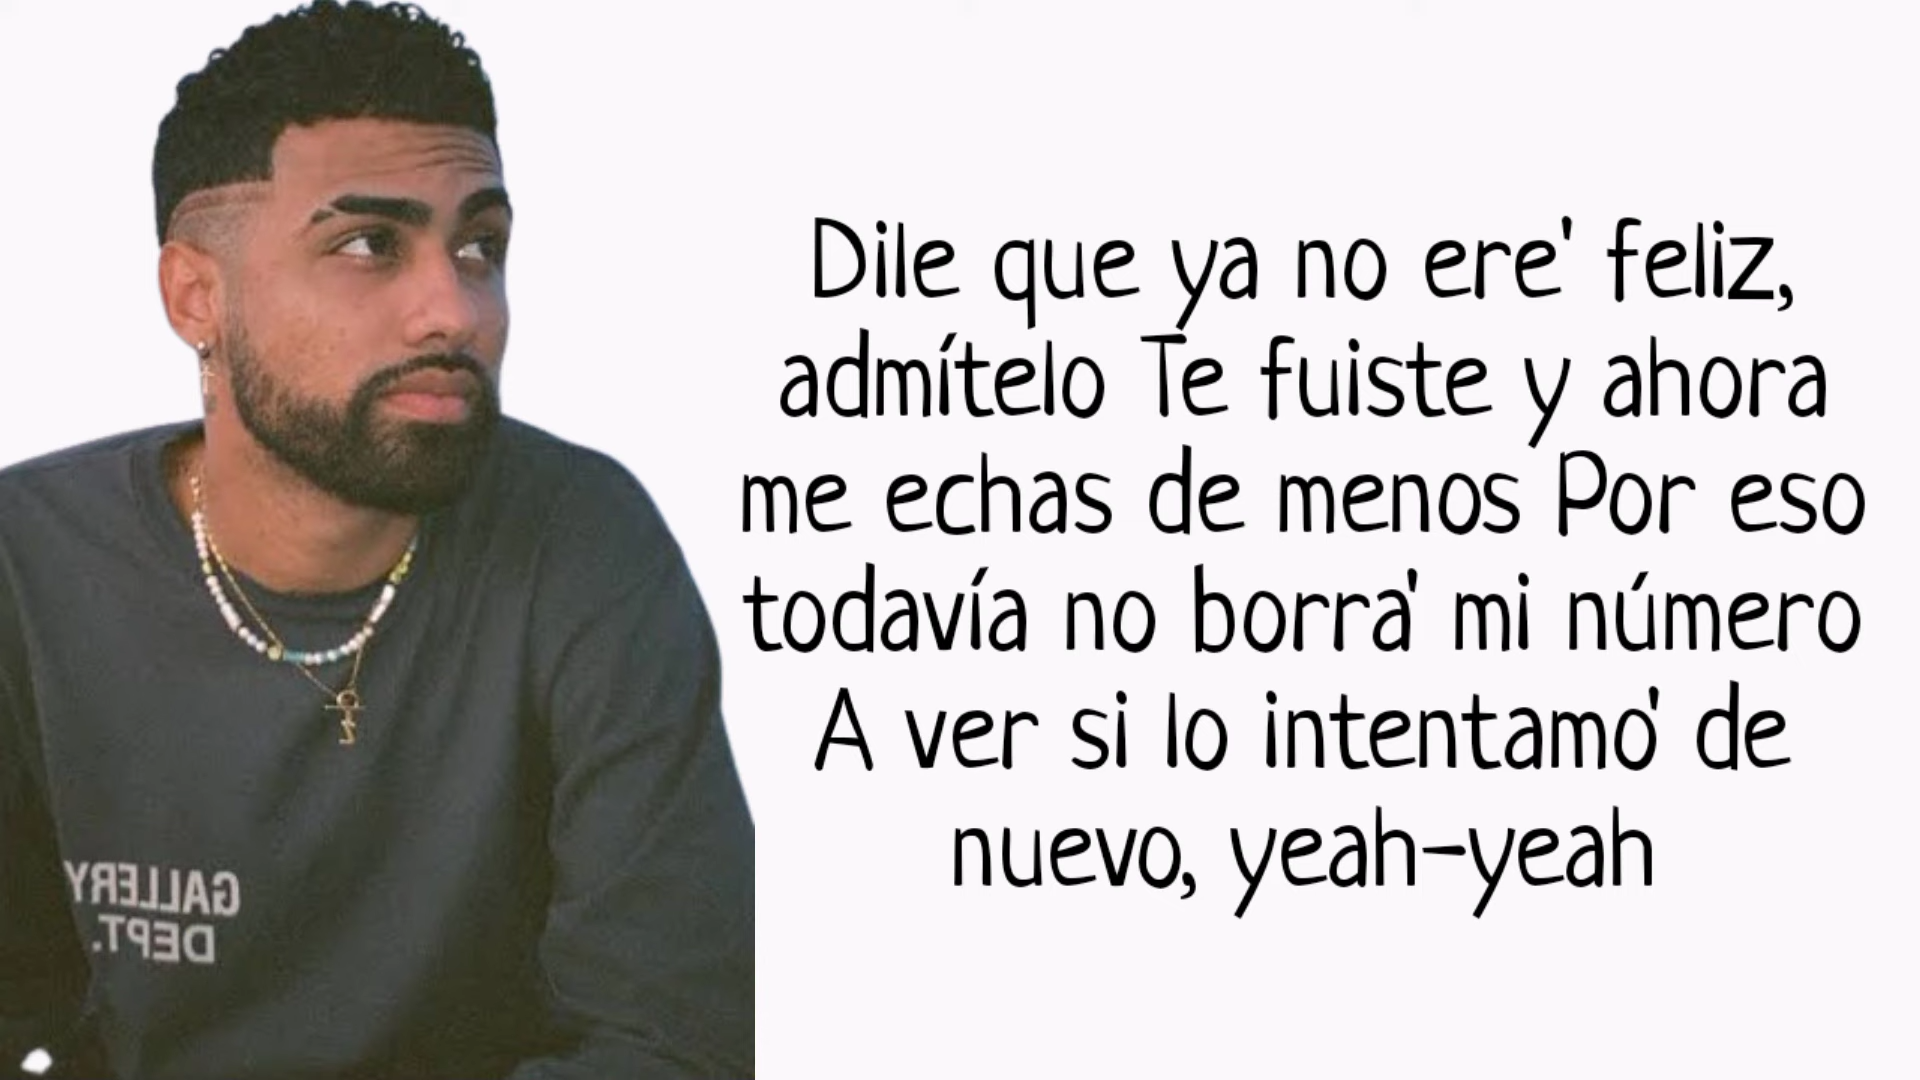 Dile que ya no ere' feliz,
admítelo Te fuiste y ahora
me echas de menos Por eso
todavía no borra' mi número
A ver si lo intentamo' de
nuevo, yeah-yeah
GALLERY
DEPT.